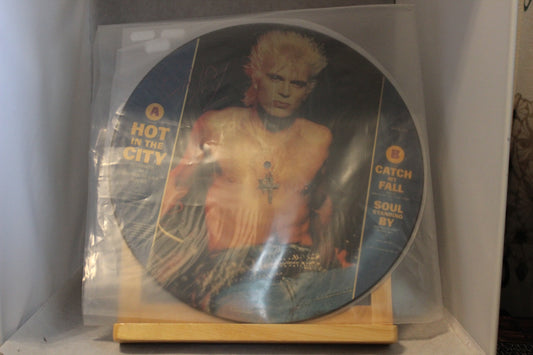 A
HOT
IN THE
CITY
B
CATCH
MY
FALL
SOUL
STANDING
BY